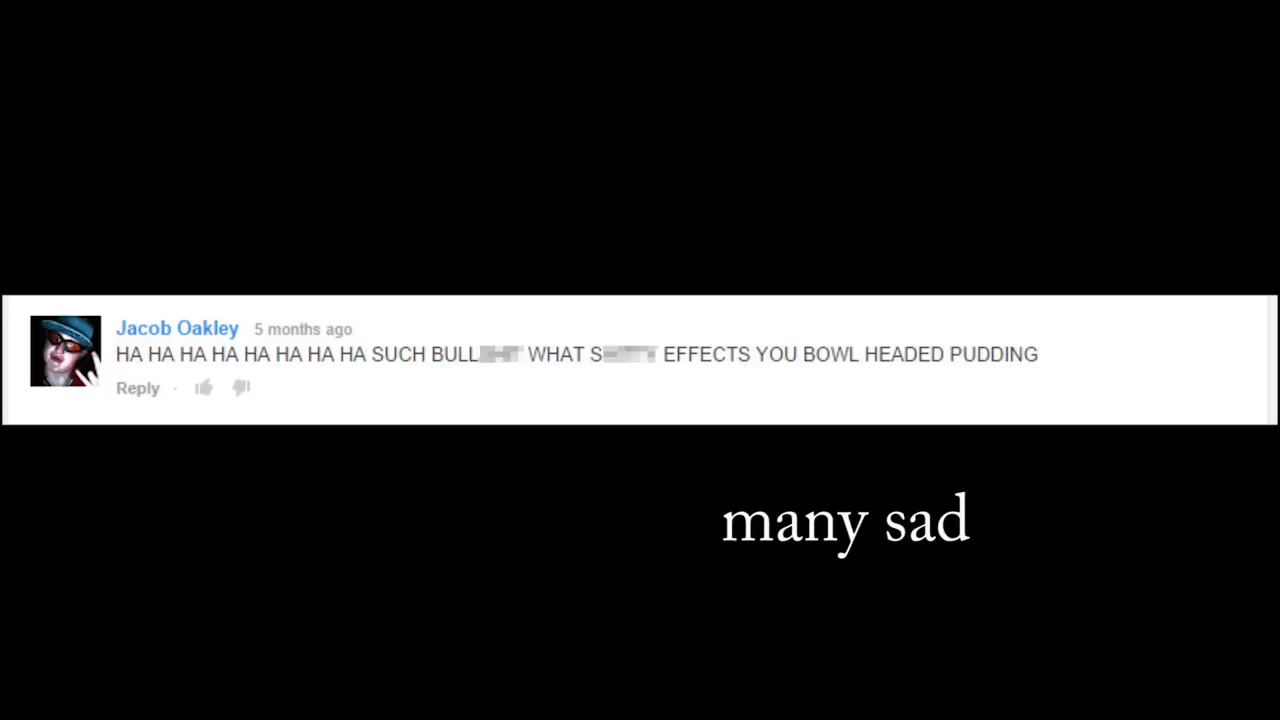 Jacob Oakley 5 months ago
HA HA HA HA HA HA HA HA SUCH BULL WHAT S EFFECTS YOU BOWL HEADED PUDDING
Reply ·
many sad